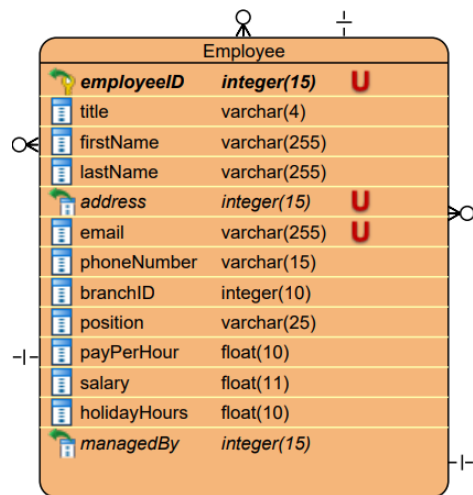 Employee
employeeID integer(15) U
title varchar(4)
firstName varchar(255)
lastName varchar(255)
address integer(15) U
email varchar(255) U
phoneNumber varchar(15)
branchID integer(10)
position varchar(25)
payPerHour float(10)
salary float(11)
holidayHours float(10)
managedBy integer(15)